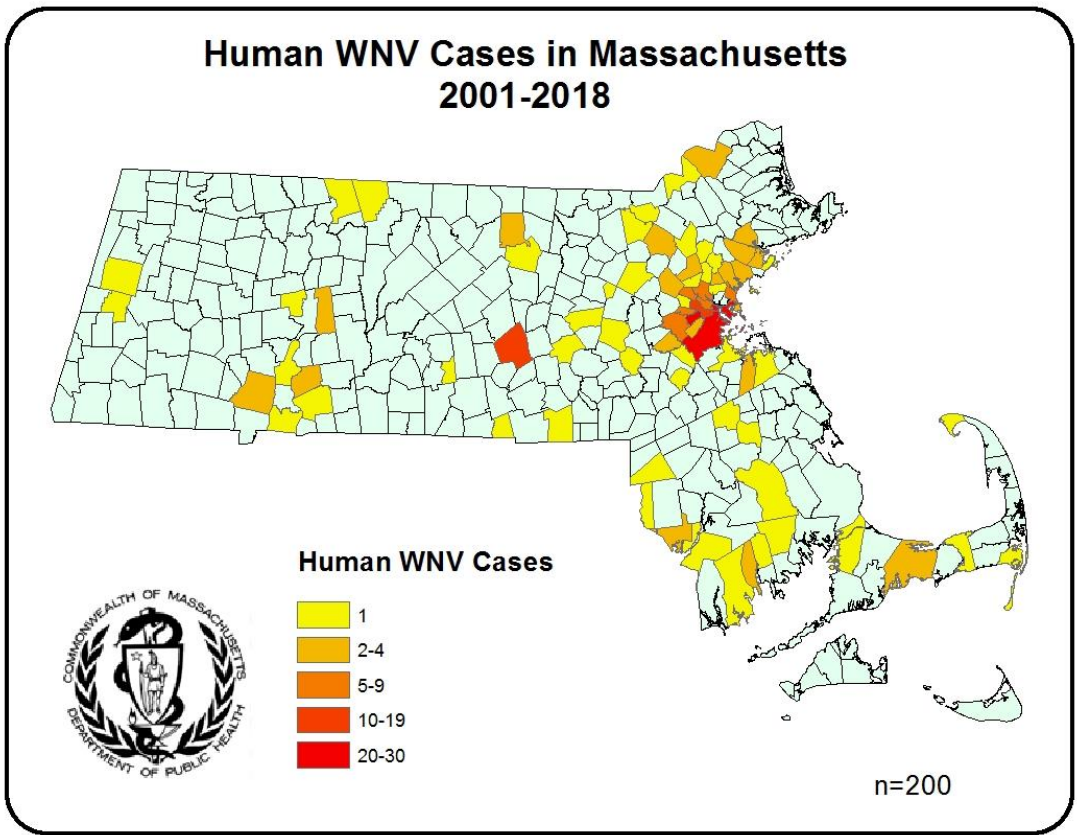 Human WNV Cases in Massachusetts
2001-2018
Human WNV Cases
1
2-4
5-9
10-19
20-30
COMMONWEALTH OF MASSACHUSETTS
DEPARTMENT OF PUBLIC HEALTH
n=200